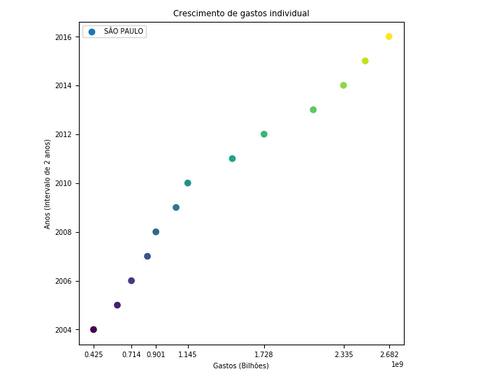 Crescimento de gastos individual
SÃO PAULO
Anos (Intervalo de 2 anos)
2016
2014
2012
2010
2008
2006
2004
0.425 0.714 0.901 1.145 1.728 2.335 2.682
1e9
Gastos (Bilhões)